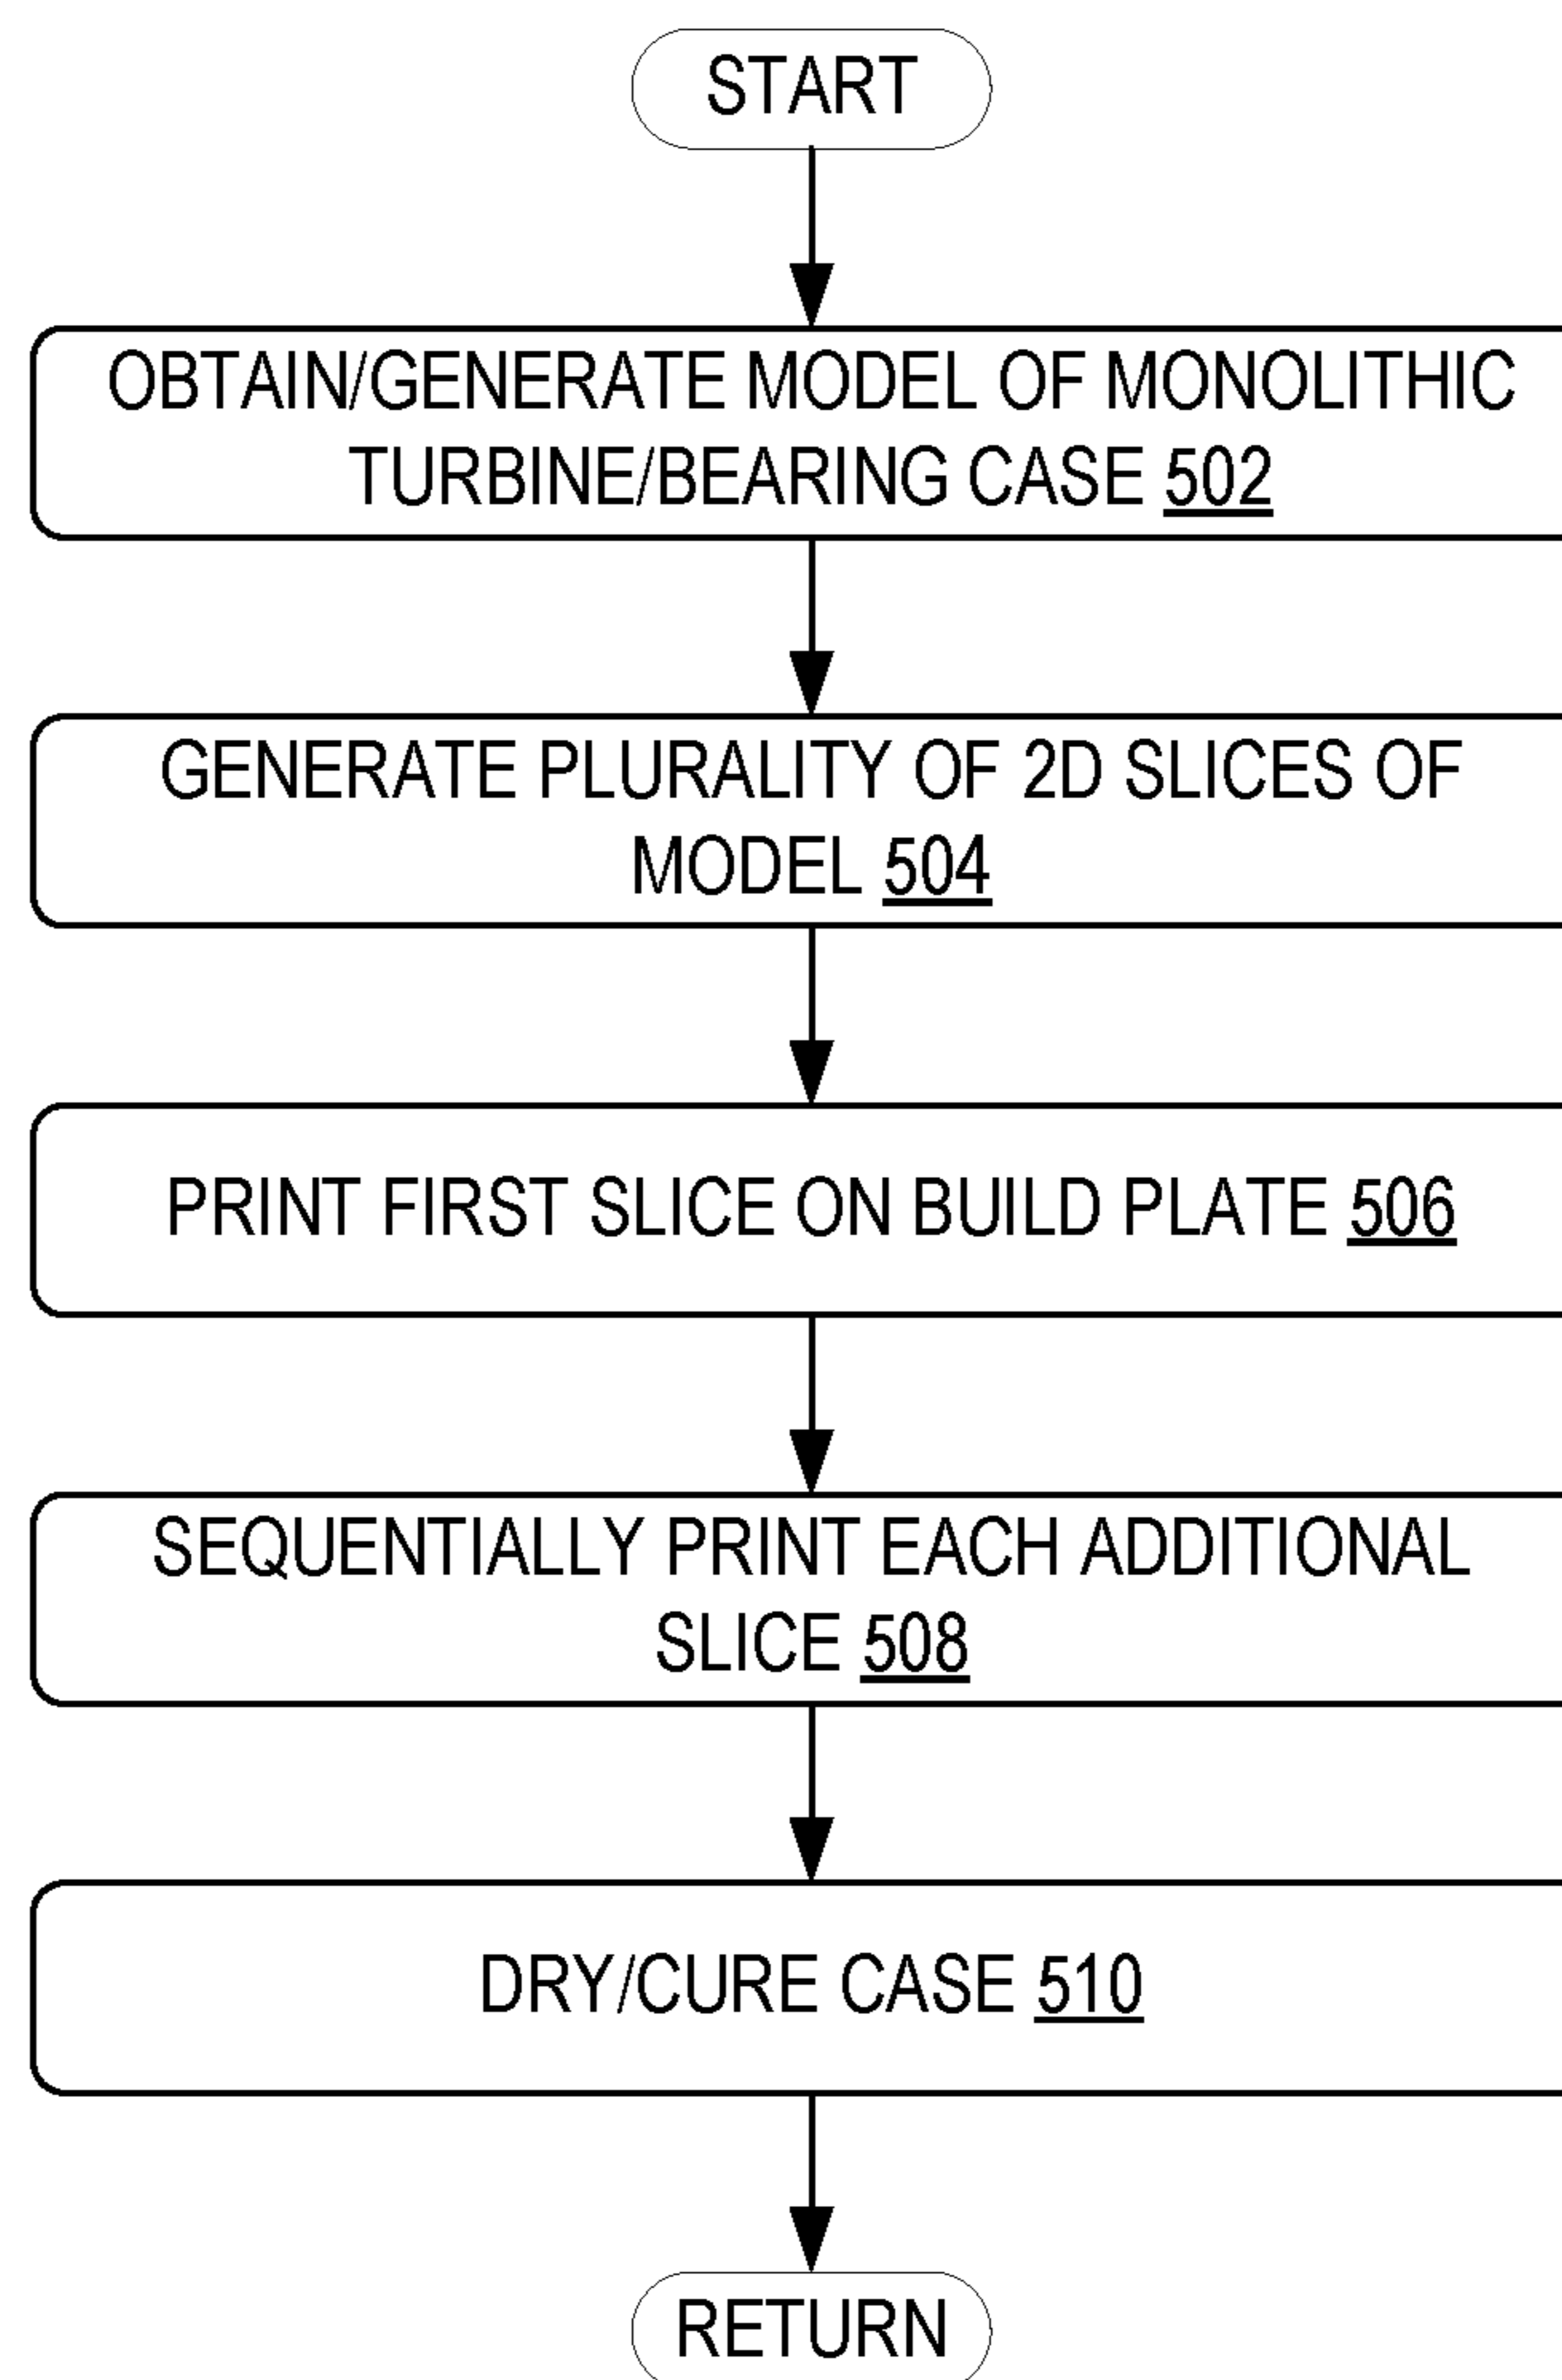 START
OBTAIN/GENERATE MODEL OF MONOLITHIC
TURBINE/BEARING CASE 502
GENERATE PLURALITY OF 2D SLICES OF
MODEL 504
PRINT FIRST SLICE ON BUILD PLATE 506
SEQUENTIALLY PRINT EACH ADDITIONAL
SLICE 508
DRY/CURE CASE 510
RETURN